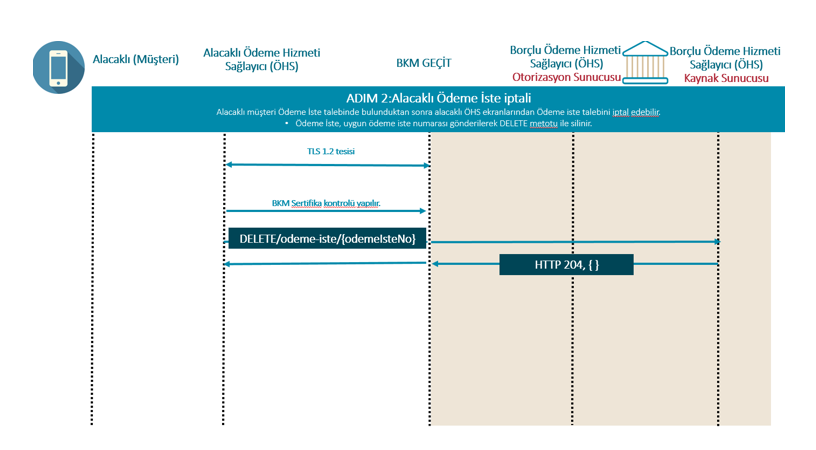 Alacaklı (Müşteri)
Alacaklı Ödeme Hizmeti
Sağlayıcı (ÖHS)
BKM GEÇİT
Borçlu Ödeme Hizmeti
Sağlayıcı (ÖHS)
Otorizasyon Sunucusu
Borçlu Ödeme Hizmeti
Sağlayıcı (ÖHS)
Kaynak Sunucusu
ADIM 2:Alacaklı Ödeme İste iptali
Alacaklı müşteri Ödeme İste talebinde bulunduktan sonra alacaklı ÖHS ekranlarından Ödeme iste talebini iptal edebilir.
• Ödeme İste, uygun ödeme iste numarası gönderilerek DELETE metotu ile silinir.
TLS 1.2 tesisi
BKM Sertifika kontrolü yapılır.
DELETE/odeme-iste/{odemeIsteNo}
HTTP 204, { }